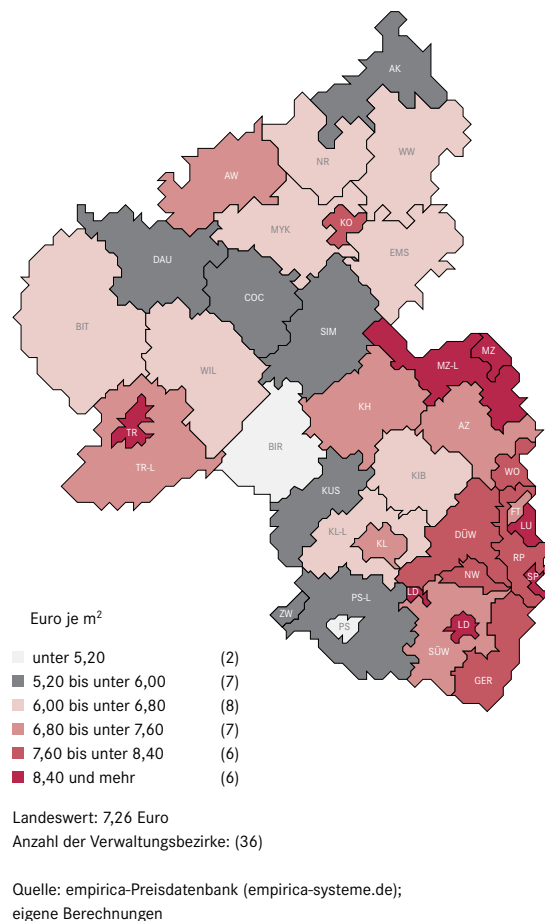 AK
NR
WW
AW
KO
MYK
EMS
DAU
COC
SIM
BIT
WIL
MZ
MZ-L
KH
AZ
TR
BIR
TR-L
WO
KIB
KUS
FT
LU
KL-L
KL
DÜW
RP
NW
SP
LD
PS-L
ZW
PS
LD
SÜW
GER
Euro je m²
unter 5,20 (2)
5,20 bis unter 6,00 (7)
6,00 bis unter 6,80 (8)
6,80 bis unter 7,60 (7)
7,60 bis unter 8,40 (6)
8,40 und mehr (6)
Landeswert: 7,26 Euro
Anzahl der Verwaltungsbezirke: (36)
Quelle: empirica-Preisdatenbank (empirica-systeme.de);
eigene Berechnungen